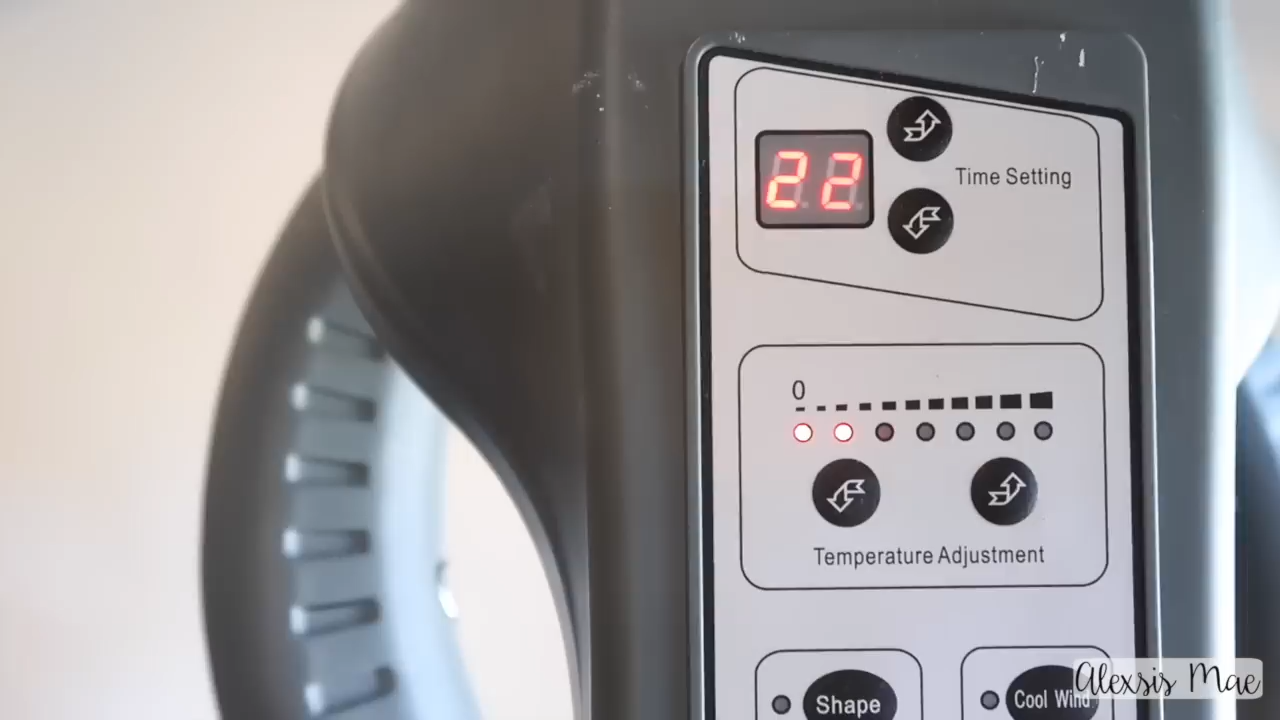 22
Time Setting
0
Temperature Adjustment
Shape
Cool Wind
Alexsis Mae